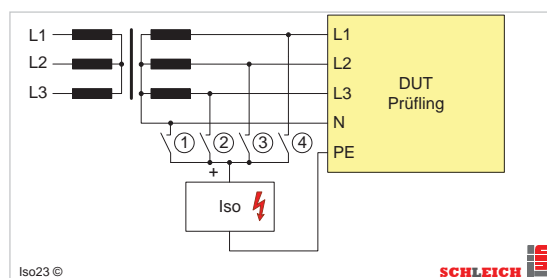 L1
L2
L3
L1
L2
L3
N
PE
DUT
Prüfling
1
2
3
4
+
Iso
Iso23 ©
SCHLEICH